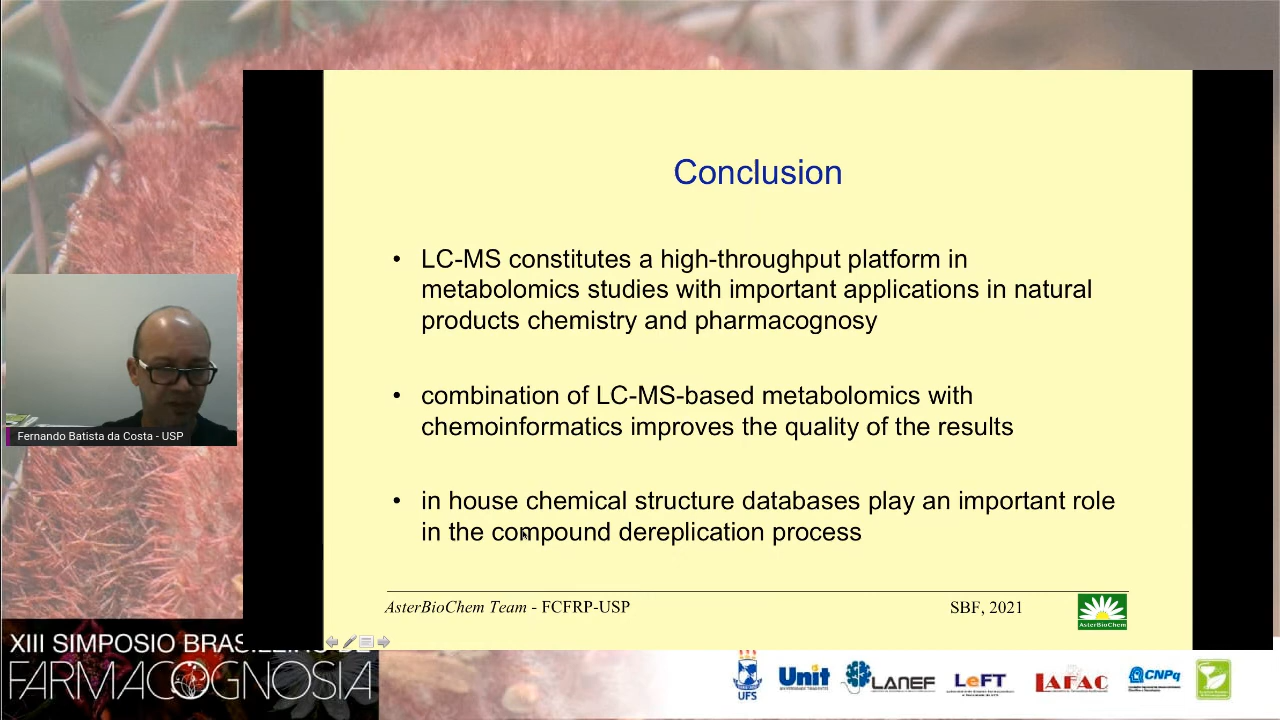 Conclusion
• LC-MS constitutes a high-throughput platform in
metabolomics studies with important applications in natural
products chemistry and pharmacognosy
• combination of LC-MS-based metabolomics with
chemoinformatics improves the quality of the results
• in house chemical structure databases play an important role
in the compound dereplication process
AsterBioChem Team - FCFRP-USP
SBF, 2021
AsterBioChem
Fernando Batista da Costa - USP
XIII SIMPOSIO
FARMACOGNOSIA
UFS
Unit
LANEF
LeFT
LAFAC
CNPq